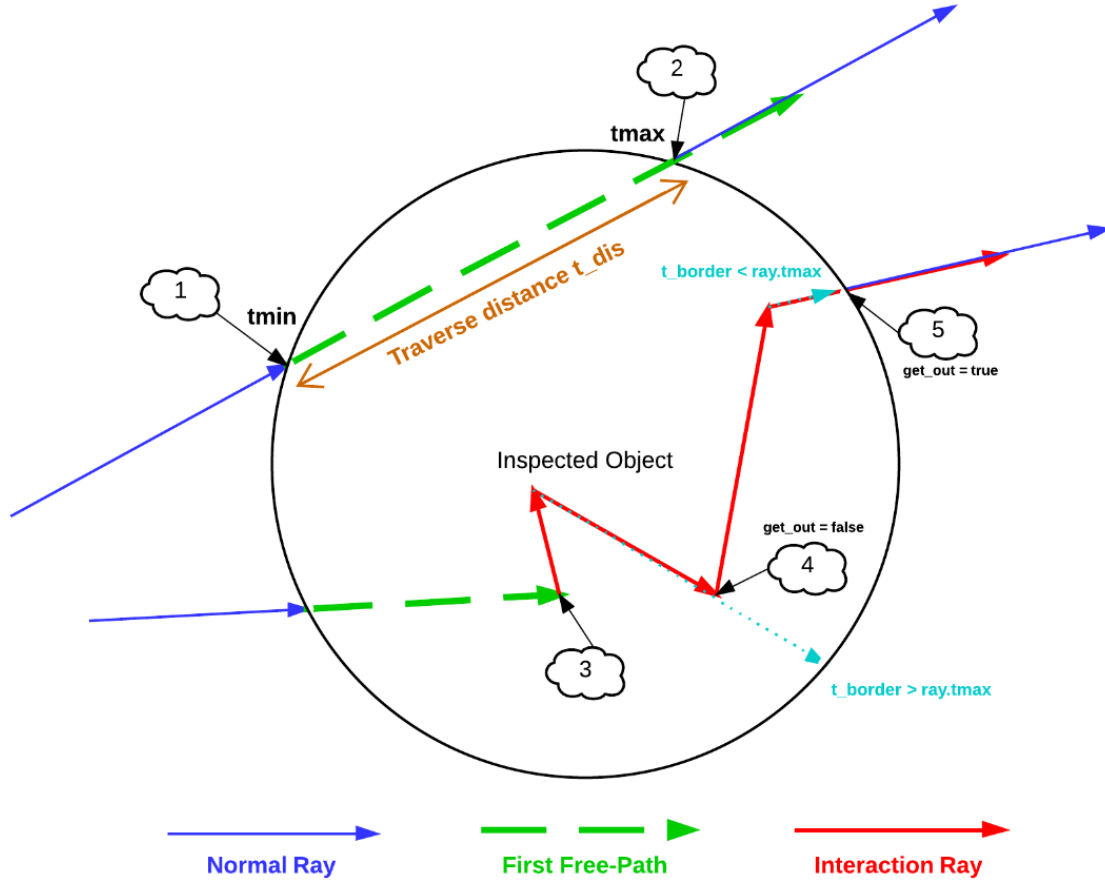 2
tmax
1
tmin
Traverse distance t_dis
t_border < ray.tmax
5
get_out = true
Inspected Object
get_out = false
4
3
t_border > ray.tmax
Normal Ray
First Free-Path
Interaction Ray